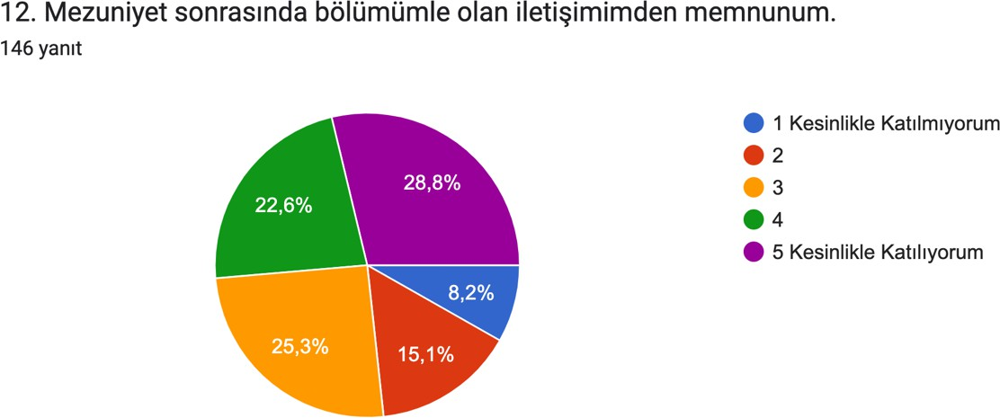 12. Mezuniyet sonrasında bölümümle olan iletişimimden memnunum.
146 yanıt
28,8%
22,6%
8,2%
25,3%
15,1%
1 Kesinlikle Katılmıyorum
2
3
4
5 Kesinlikle Katılıyorum